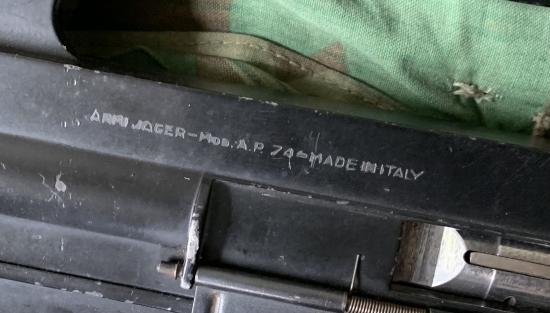 ARMI JAGER - MOD. A.P. 74 - MADE IN ITALY